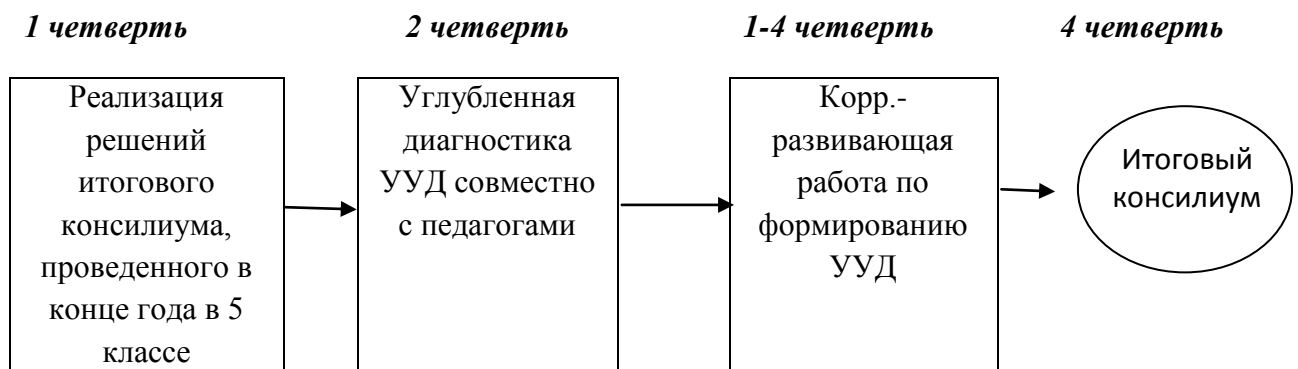 1 четверть
2 четверть
1-4 четверть
4 четверть
Реализация
решений
итогового
консилиума,
проведенного в
конце года в 5
классе
Углубленная
диагностика
УУД совместно
с педагогами
Корр.-
развивающая
работа по
формированию
УУД
Итоговый
консилиум